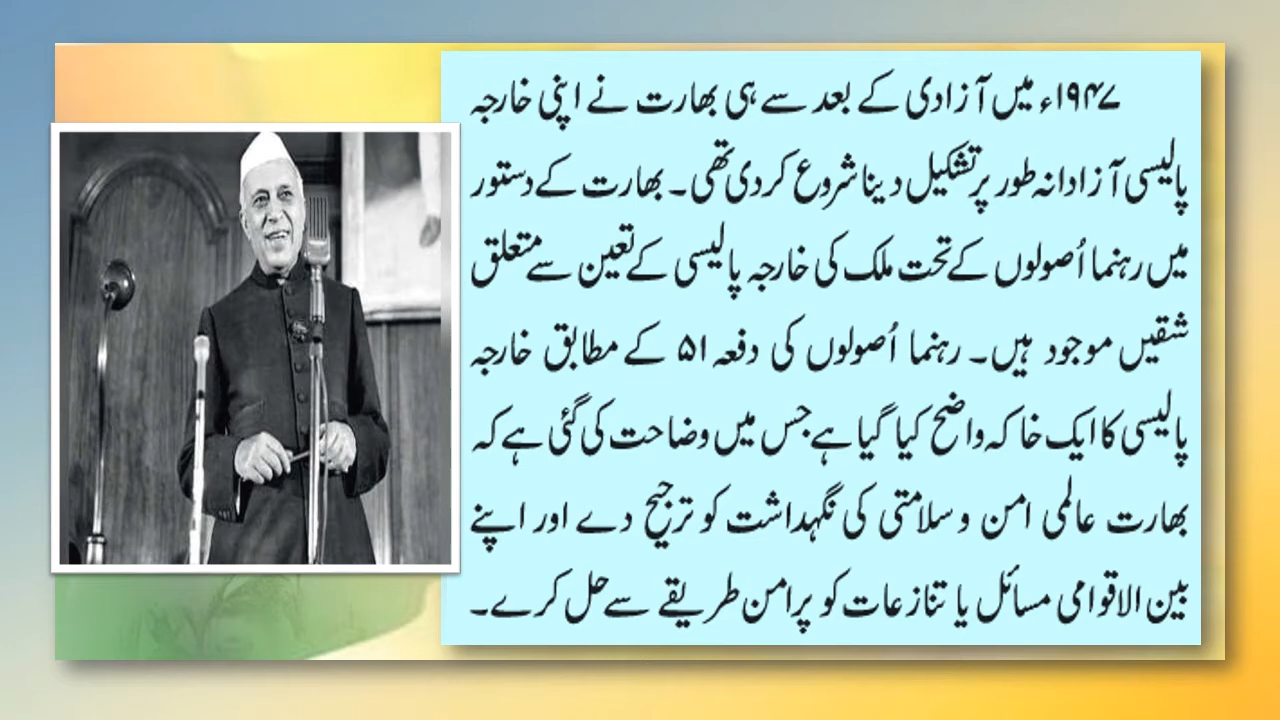 ۱۹۴۷ء میں آزادی کے بعد سے ہی بھارت نے اپنی خارجہ
پالیسی آزادانہ طور پر تشکیل دینا شروع کردی تھی۔ بھارت کے دستور
میں رہنما اُصولوں کے تحت ملک کی خارجہ پالیسی کے تعین سے متعلق
شقیں موجود ہیں۔ رہنما اُصولوں کی دفعہ ۵۱ کے مطابق خارجہ
پالیسی کا ایک خاکہ واضح کیا گیا ہے جس میں وضاحت کی گئی ہے کہ
بھارت عالمی امن و سلامتی کی نگہداشت کو ترجیح دے اور اپنے
بین الاقوامی مسائل یا تنازعات کو پرامن طریقے سے حل کرے۔